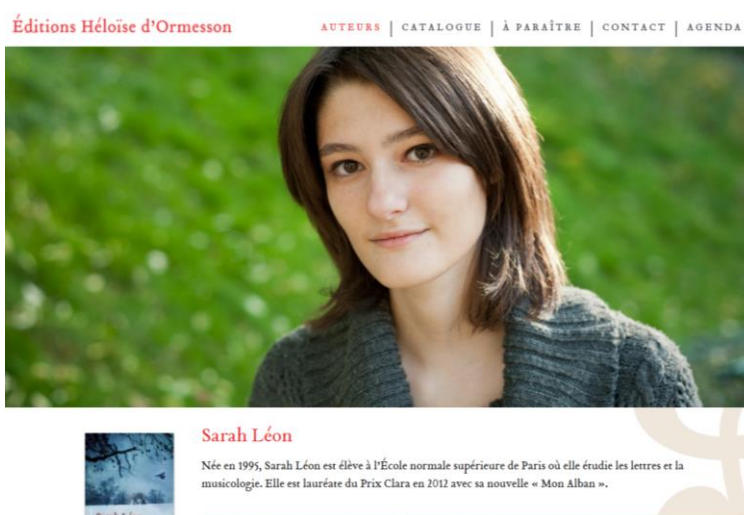 Éditions Héloïse d'Ormesson
AUTEURS | CATALOGUE | À PARAÎTRE | CONTACT | AGENDA
Sarah Léon
Née en 1995, Sarah Léon est élève à l'École normale supérieure de Paris où elle étudie les lettres et la
musicologie. Elle est lauréate du Prix Clara en 2012 avec sa nouvelle « Mon Alban ».